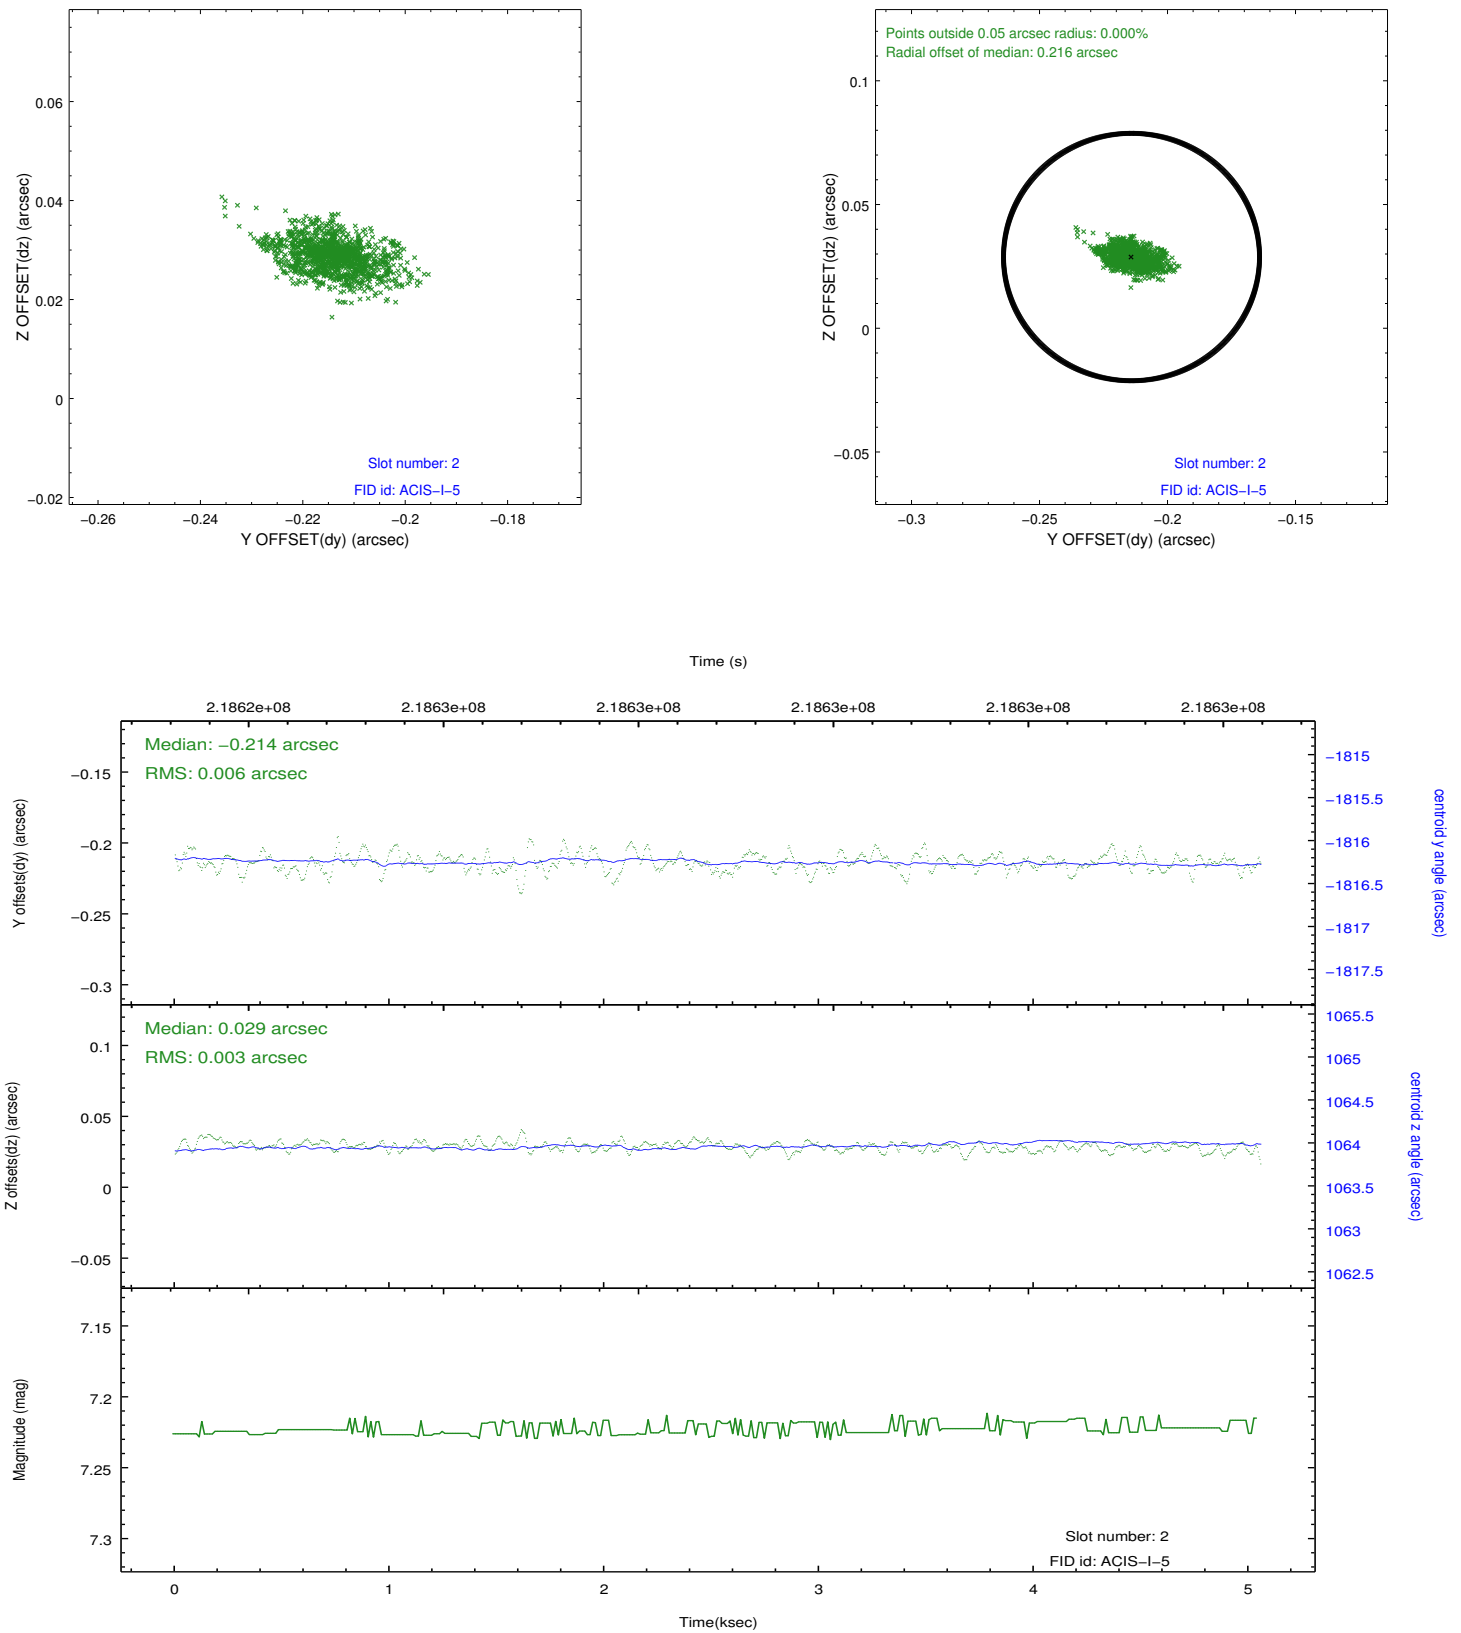 0.06
0.04
0.02
0
−0.02
Z OFFSET(dz) (arcsec)
Slot number: 2
FID id: ACIS−I−5
−0.26
−0.24
−0.22
−0.2
−0.18
Y OFFSET(dy) (arcsec)
Points outside 0.05 arcsec radius: 0.000%
Radial offset of median: 0.216 arcsec
0.1
0.05
0
−0.05
Z OFFSET(dz) (arcsec)
Slot number: 2
FID id: ACIS−I−5
−0.3
−0.25
−0.2
−0.15
Y OFFSET(dy) (arcsec)
Time (s)
2.1862e+08
2.1863e+08
2.1863e+08
2.1863e+08
2.1863e+08
2.1863e+08
Median: −0.214 arcsec
RMS: 0.006 arcsec
−0.15
−0.2
−0.25
−0.3
Y offsets(dy) (arcsec)
−1815
−1815.5
−1816
−1816.5
−1817
−1817.5
centroid y angle (arcsec)
Median: 0.029 arcsec
RMS: 0.003 arcsec
0.1
0.05
0
−0.05
Z offsets(dz) (arcsec)
1065.5
1065
1064.5
1064
1063.5
1063
1062.5
centroid z angle (arcsec)
7.15
7.2
7.25
7.3
Magnitude (mag)
Slot number: 2
FID id: ACIS−I−5
0
1
2
3
4
5
Time(ksec)